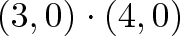 (3, 0) · (4, 0)